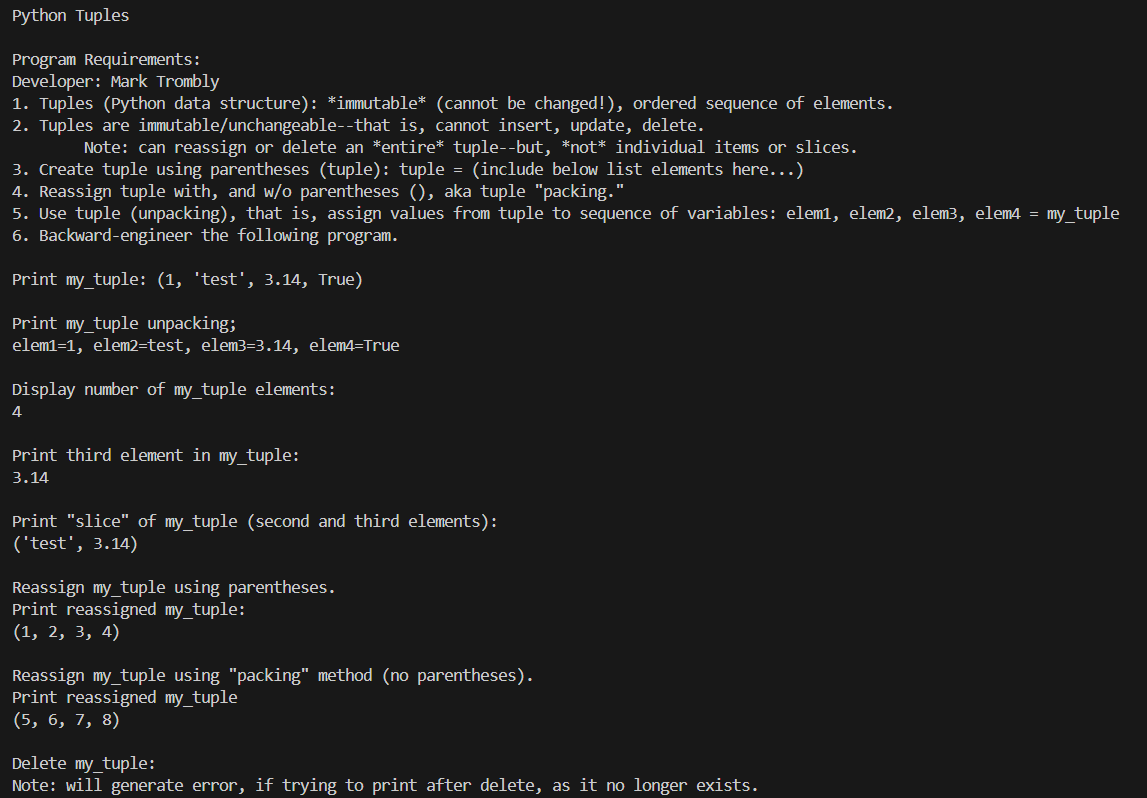 Python Tuples
Program Requirements:
Developer: Mark Trombly
1. Tuples (Python data structure): *immutable* (cannot be changed!), ordered sequence of elements.
2. Tuples are immutable/unchangeable--that is, cannot insert, update, delete.
Note: can reassign or delete an *entire* tuple--but, *not* individual items or slices.
3. Create tuple using parentheses (tuple): tuple = (include below list elements here...)
4. Reassign tuple with, and w/o parentheses (), aka tuple "packing."
5. Use tuple (unpacking), that is, assign values from tuple to sequence of variables: elem1, elem2, elem3, elem4 = my_tuple
6. Backward-engineer the following program.
Print my_tuple: (1, 'test', 3.14, True)
Print my_tuple unpacking;
elem1=1, elem2=test, elem3=3.14, elem4=True
Display number of my_tuple elements:
4
Print third element in my_tuple:
3.14
Print "slice" of my_tuple (second and third elements):
('test', 3.14)
Reassign my_tuple using parentheses.
Print reassigned my_tuple:
(1, 2, 3, 4)
Reassign my_tuple using "packing" method (no parentheses).
Print reassigned my_tuple
(5, 6, 7, 8)
Delete my_tuple:
Note: will generate error, if trying to print after delete, as it no longer exists.